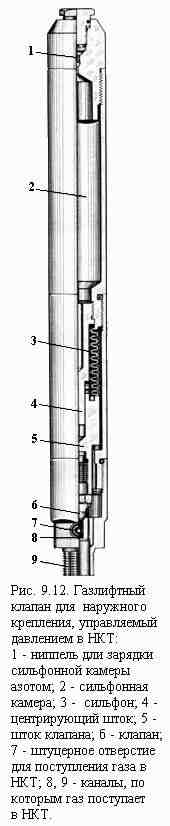 1
2
3
4
5
6
7
8
9
Рис. 9.12. Газлифтный
клапан для наружного
крепления, управляемый
давлением в НКТ:
1 - ниппель дли зарядки
сильфонной камеры
азотом; 2 - сильфонная
камера; 3 - сильфон; 4 -
центрирующий шток; 5 -
шток клапана; 6 - клапан;
7 - штуцерное отверстие
для поступления газа в
НКТ; 8, 9 - каналы, по
которым газ поступает
в НКТ.